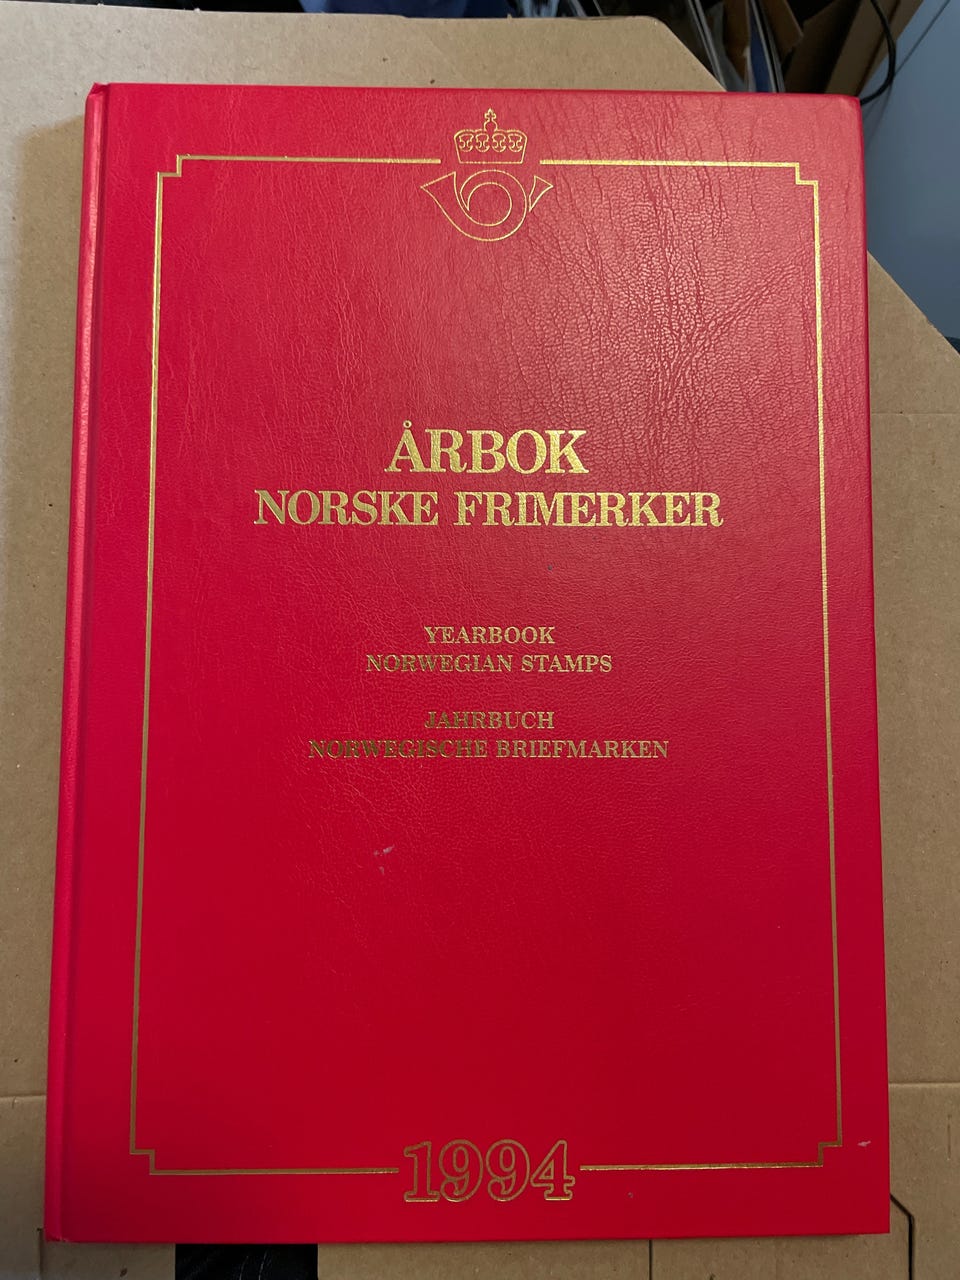 ÅRBOK
NORSKE FRIMERKER
YEARBOOK
NORWEGIAN STAMPS
JAHRBUCH
NORWEGISCHE BRIEFMARKEN
1994